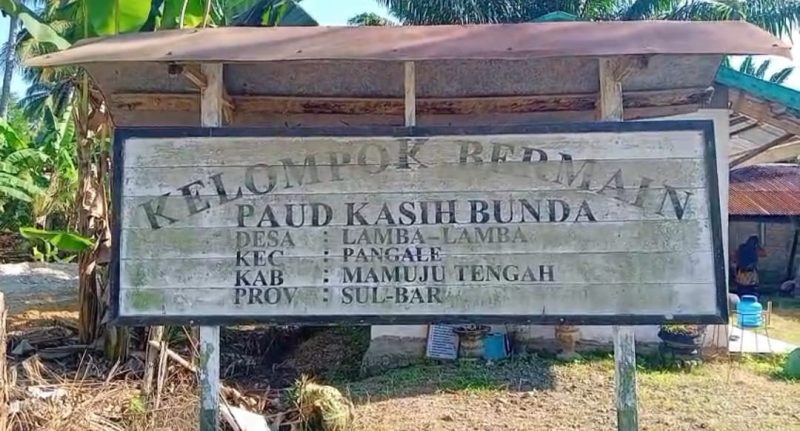 KELOMPOK BERMAIN
PAUD KASIH BUNDA
DESA : LAMBA-LAMBA
KEC : PANGALE
KAB : MAMUJU TENGAH
PROV : SUL-BAR